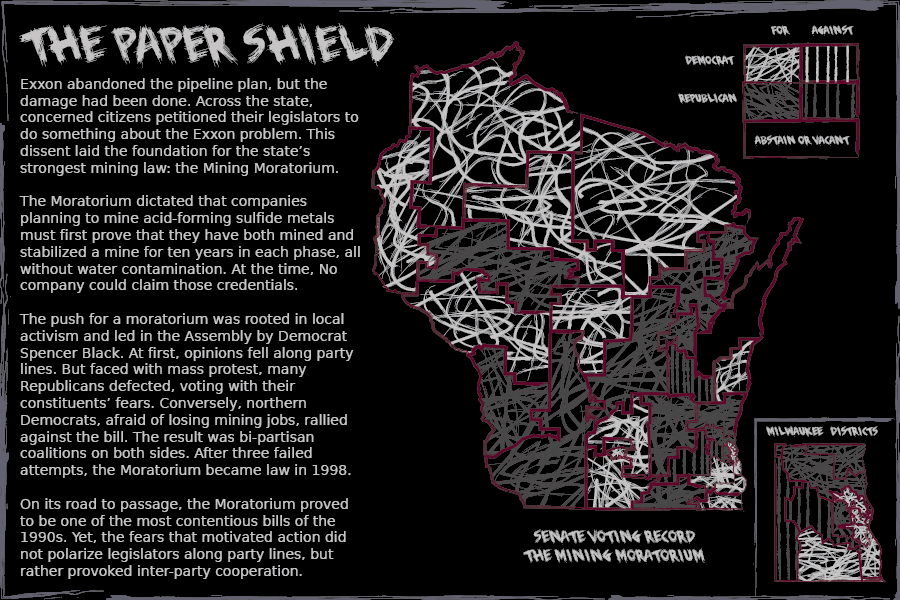 THE PAPER SHIELD
Exxon abandoned the pipeline plan, but the
damage had been done. Across the state,
concerned citizens petitioned their legislators to
do something about the Exxon problem. This
dissent laid the foundation for the state's
strongest mining law: the Mining Moratorium.
The Moratorium dictated that companies
planning to mine acid-forming sulfide metals
must first prove that they have both mined and
stabilized a mine for ten years in each phase, all
without water contamination. At the time, No
company could claim those credentials.
The push for a moratorium was rooted in local
activism and led in the Assembly by Democrat
Spencer Black. At first, opinions fell along party
lines. But faced with mass protest, many
Republicans defected, voting with their
constituents' fears. Conversely, northern
Democrats, afraid of losing mining jobs, rallied
against the bill. The result was bi-partisan
coalitions on both sides. After three failed
attempts, the Moratorium became law in 1998.
On its road to passage, the Moratorium proved
to be one of the most contentious bills of the
1990s. Yet, the fears that motivated action did
not polarize legislators along party lines, but
rather provoked inter-party cooperation.
FOR AGAINST
DEMOCRAT
REPUBLICAN
ABSTAIN OR VACANT
MILWAUKEE DISTRICTS
SENATE VOTING RECORD
THE MINING MORATORIUM